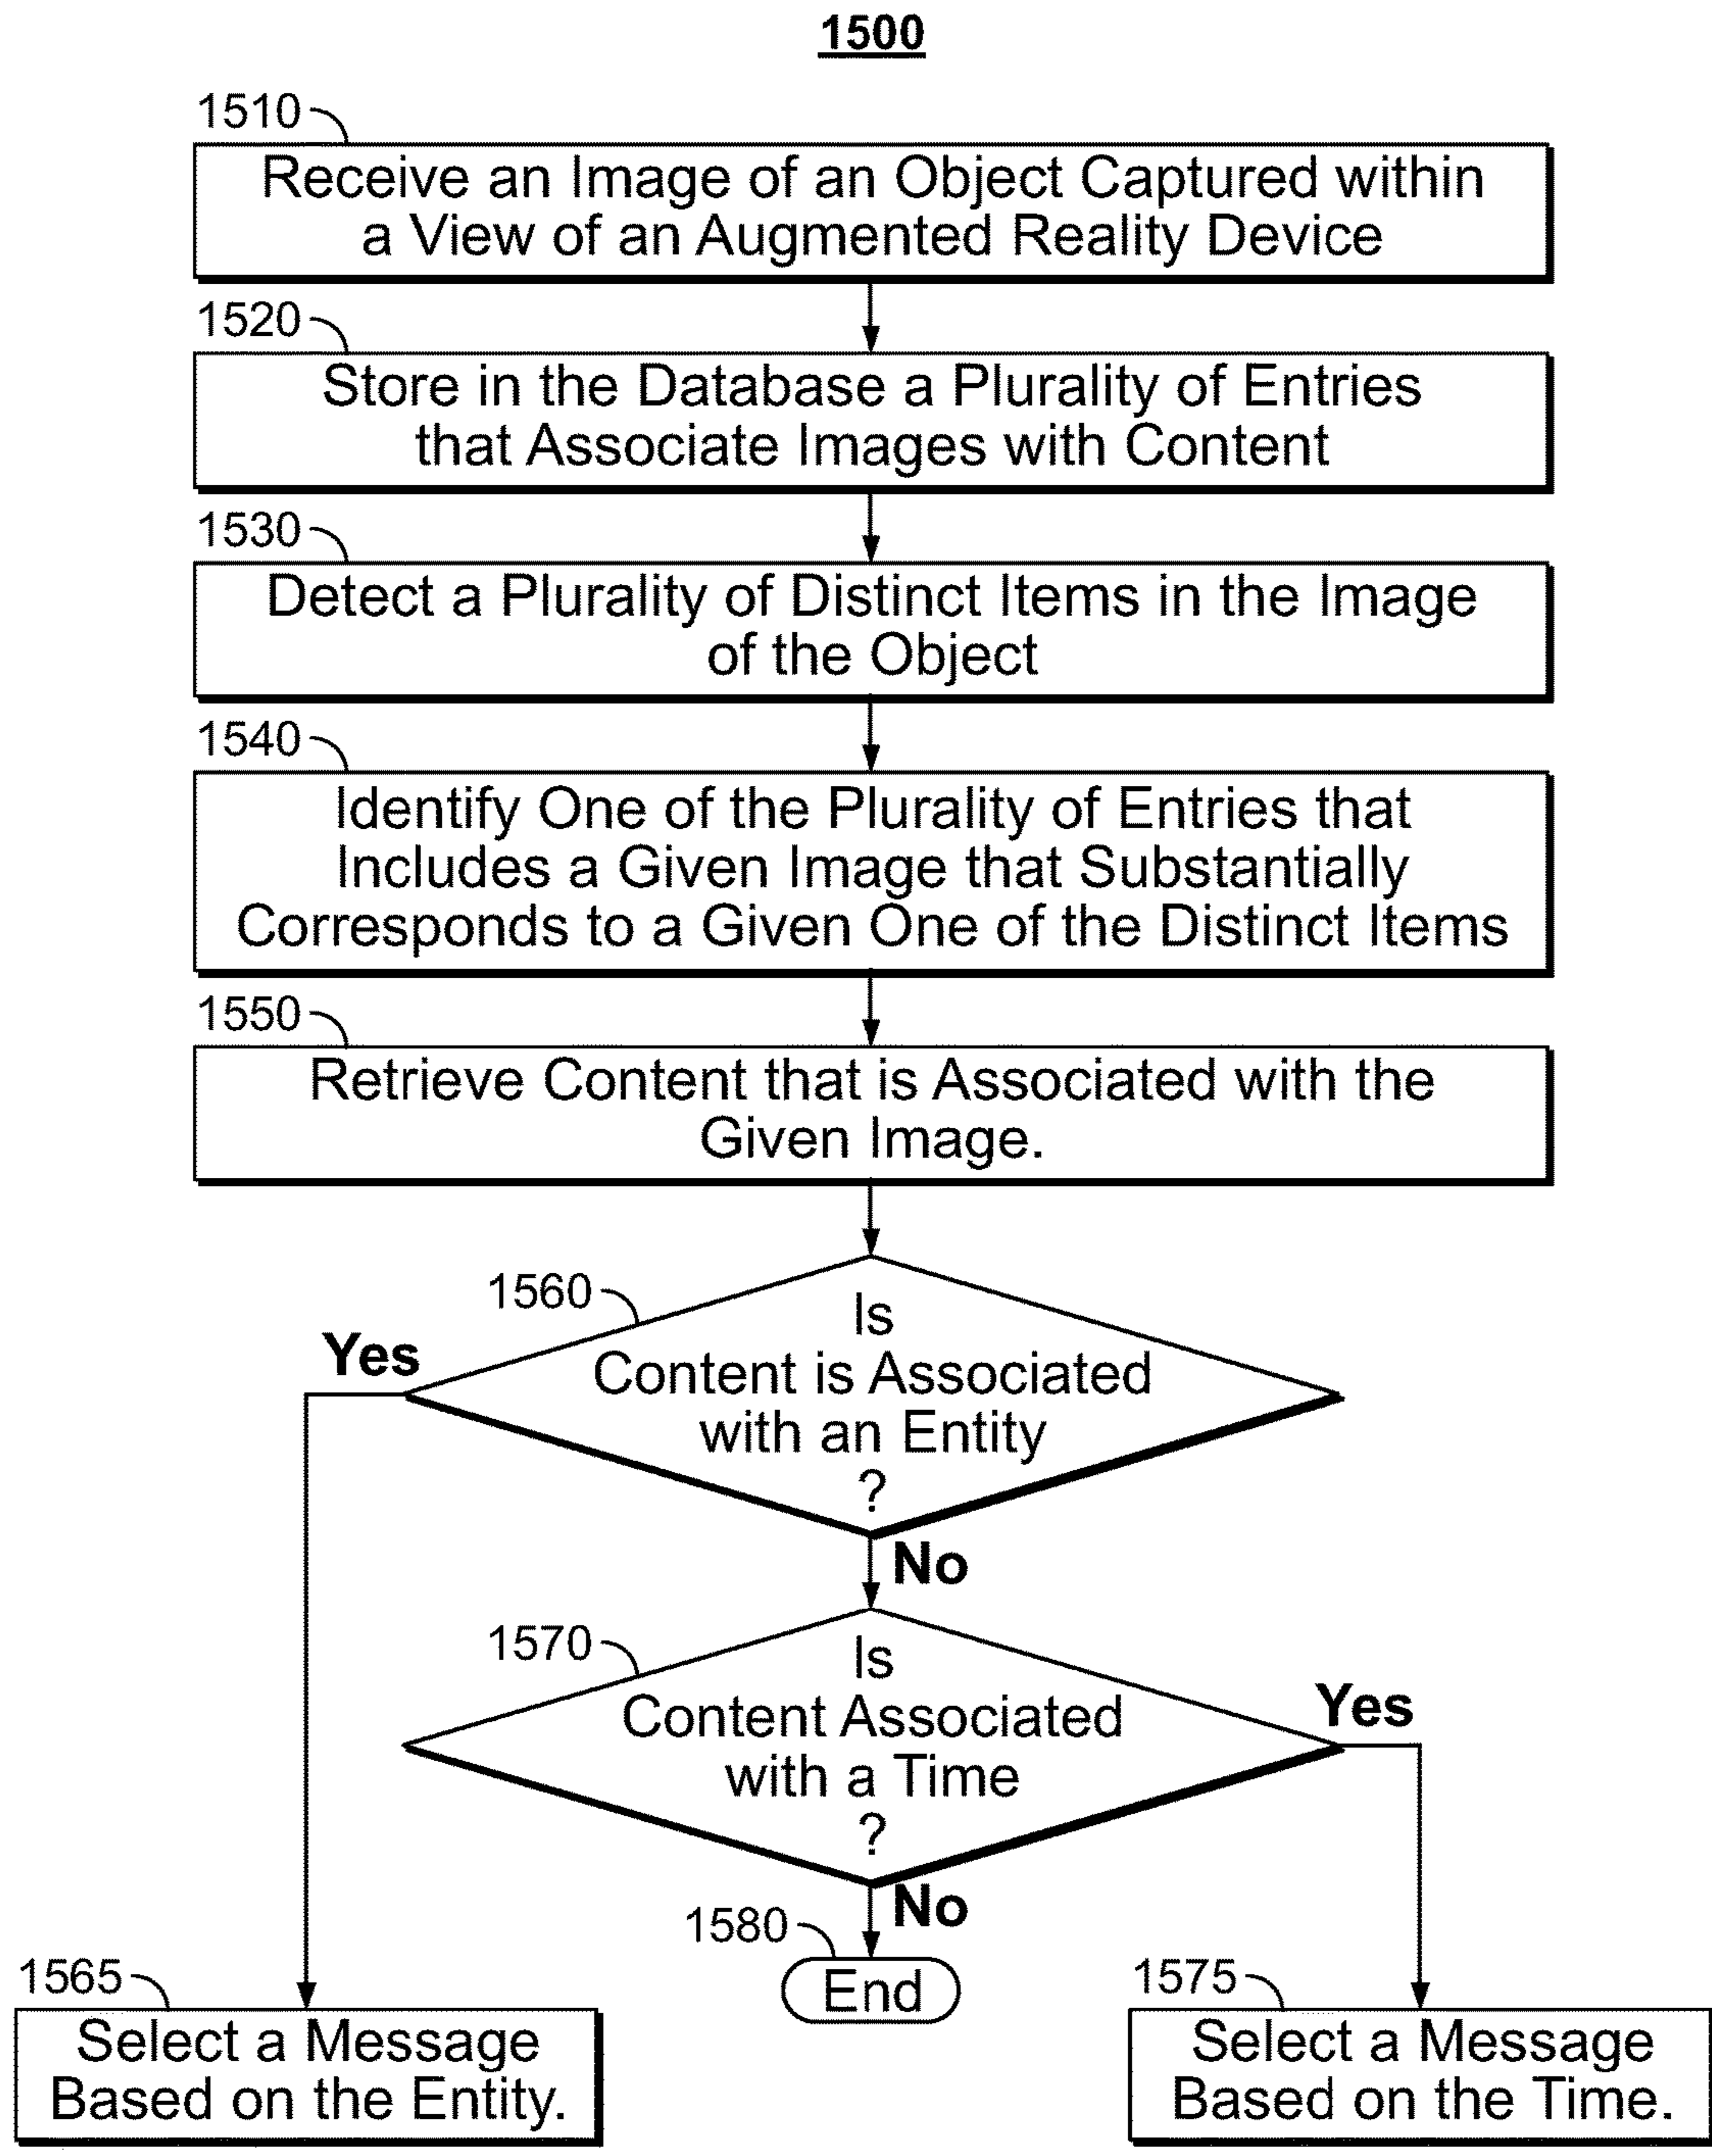 1500
1510
Receive an Image of an Object Captured within
a View of an Augmented Reality Device
1520
Store in the Database a Plurality of Entries
that Associate Images with Content
1530
Detect a Plurality of Distinct Items in the Image
of the Object
1540
Identify One of the Plurality of Entries that
Includes a Given Image that Substantially
Corresponds to a Given One of the Distinct Items
1550
Retrieve Content that is Associated with the
Given Image.
1560
Is
Content is Associated
with an Entity
?
Yes
No
1570
Is
Content Associated
with a Time
?
Yes
No
1580
End
1565
Select a Message
Based on the Entity.
1575
Select a Message
Based on the Time.